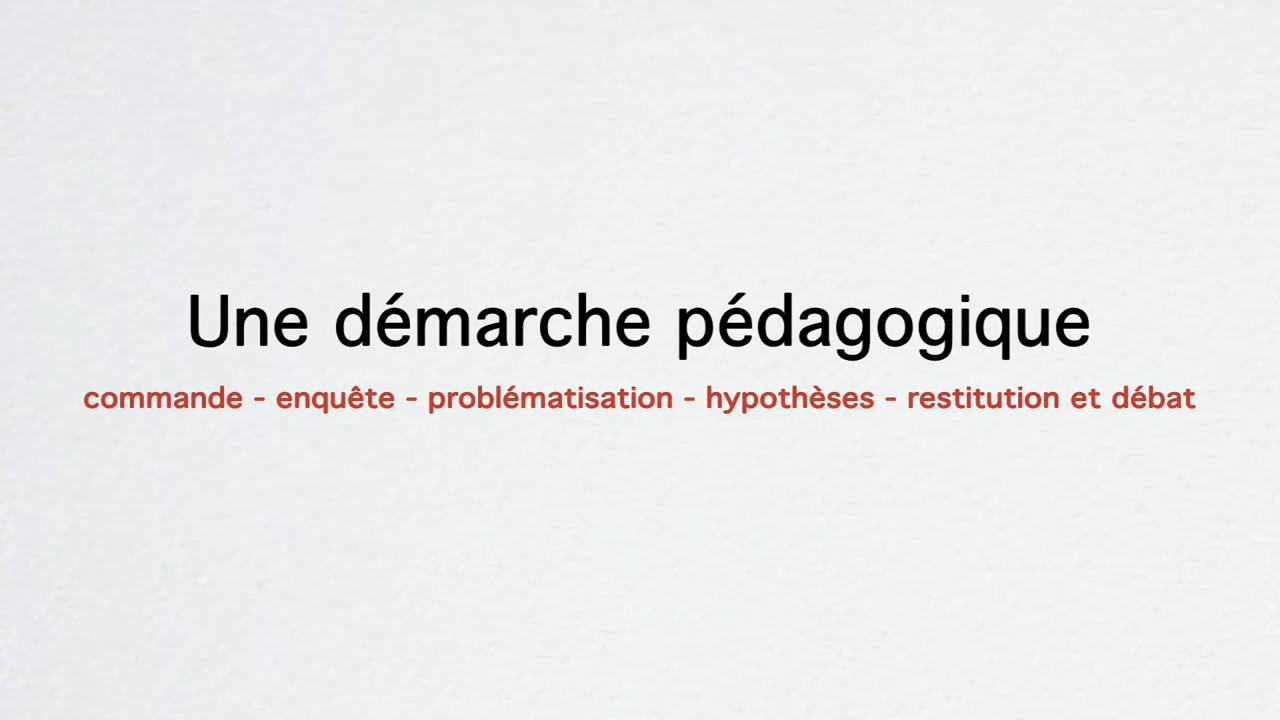 Une démarche pédagogique
commande - enquête - problématisation - hypothèses - restitution et débat